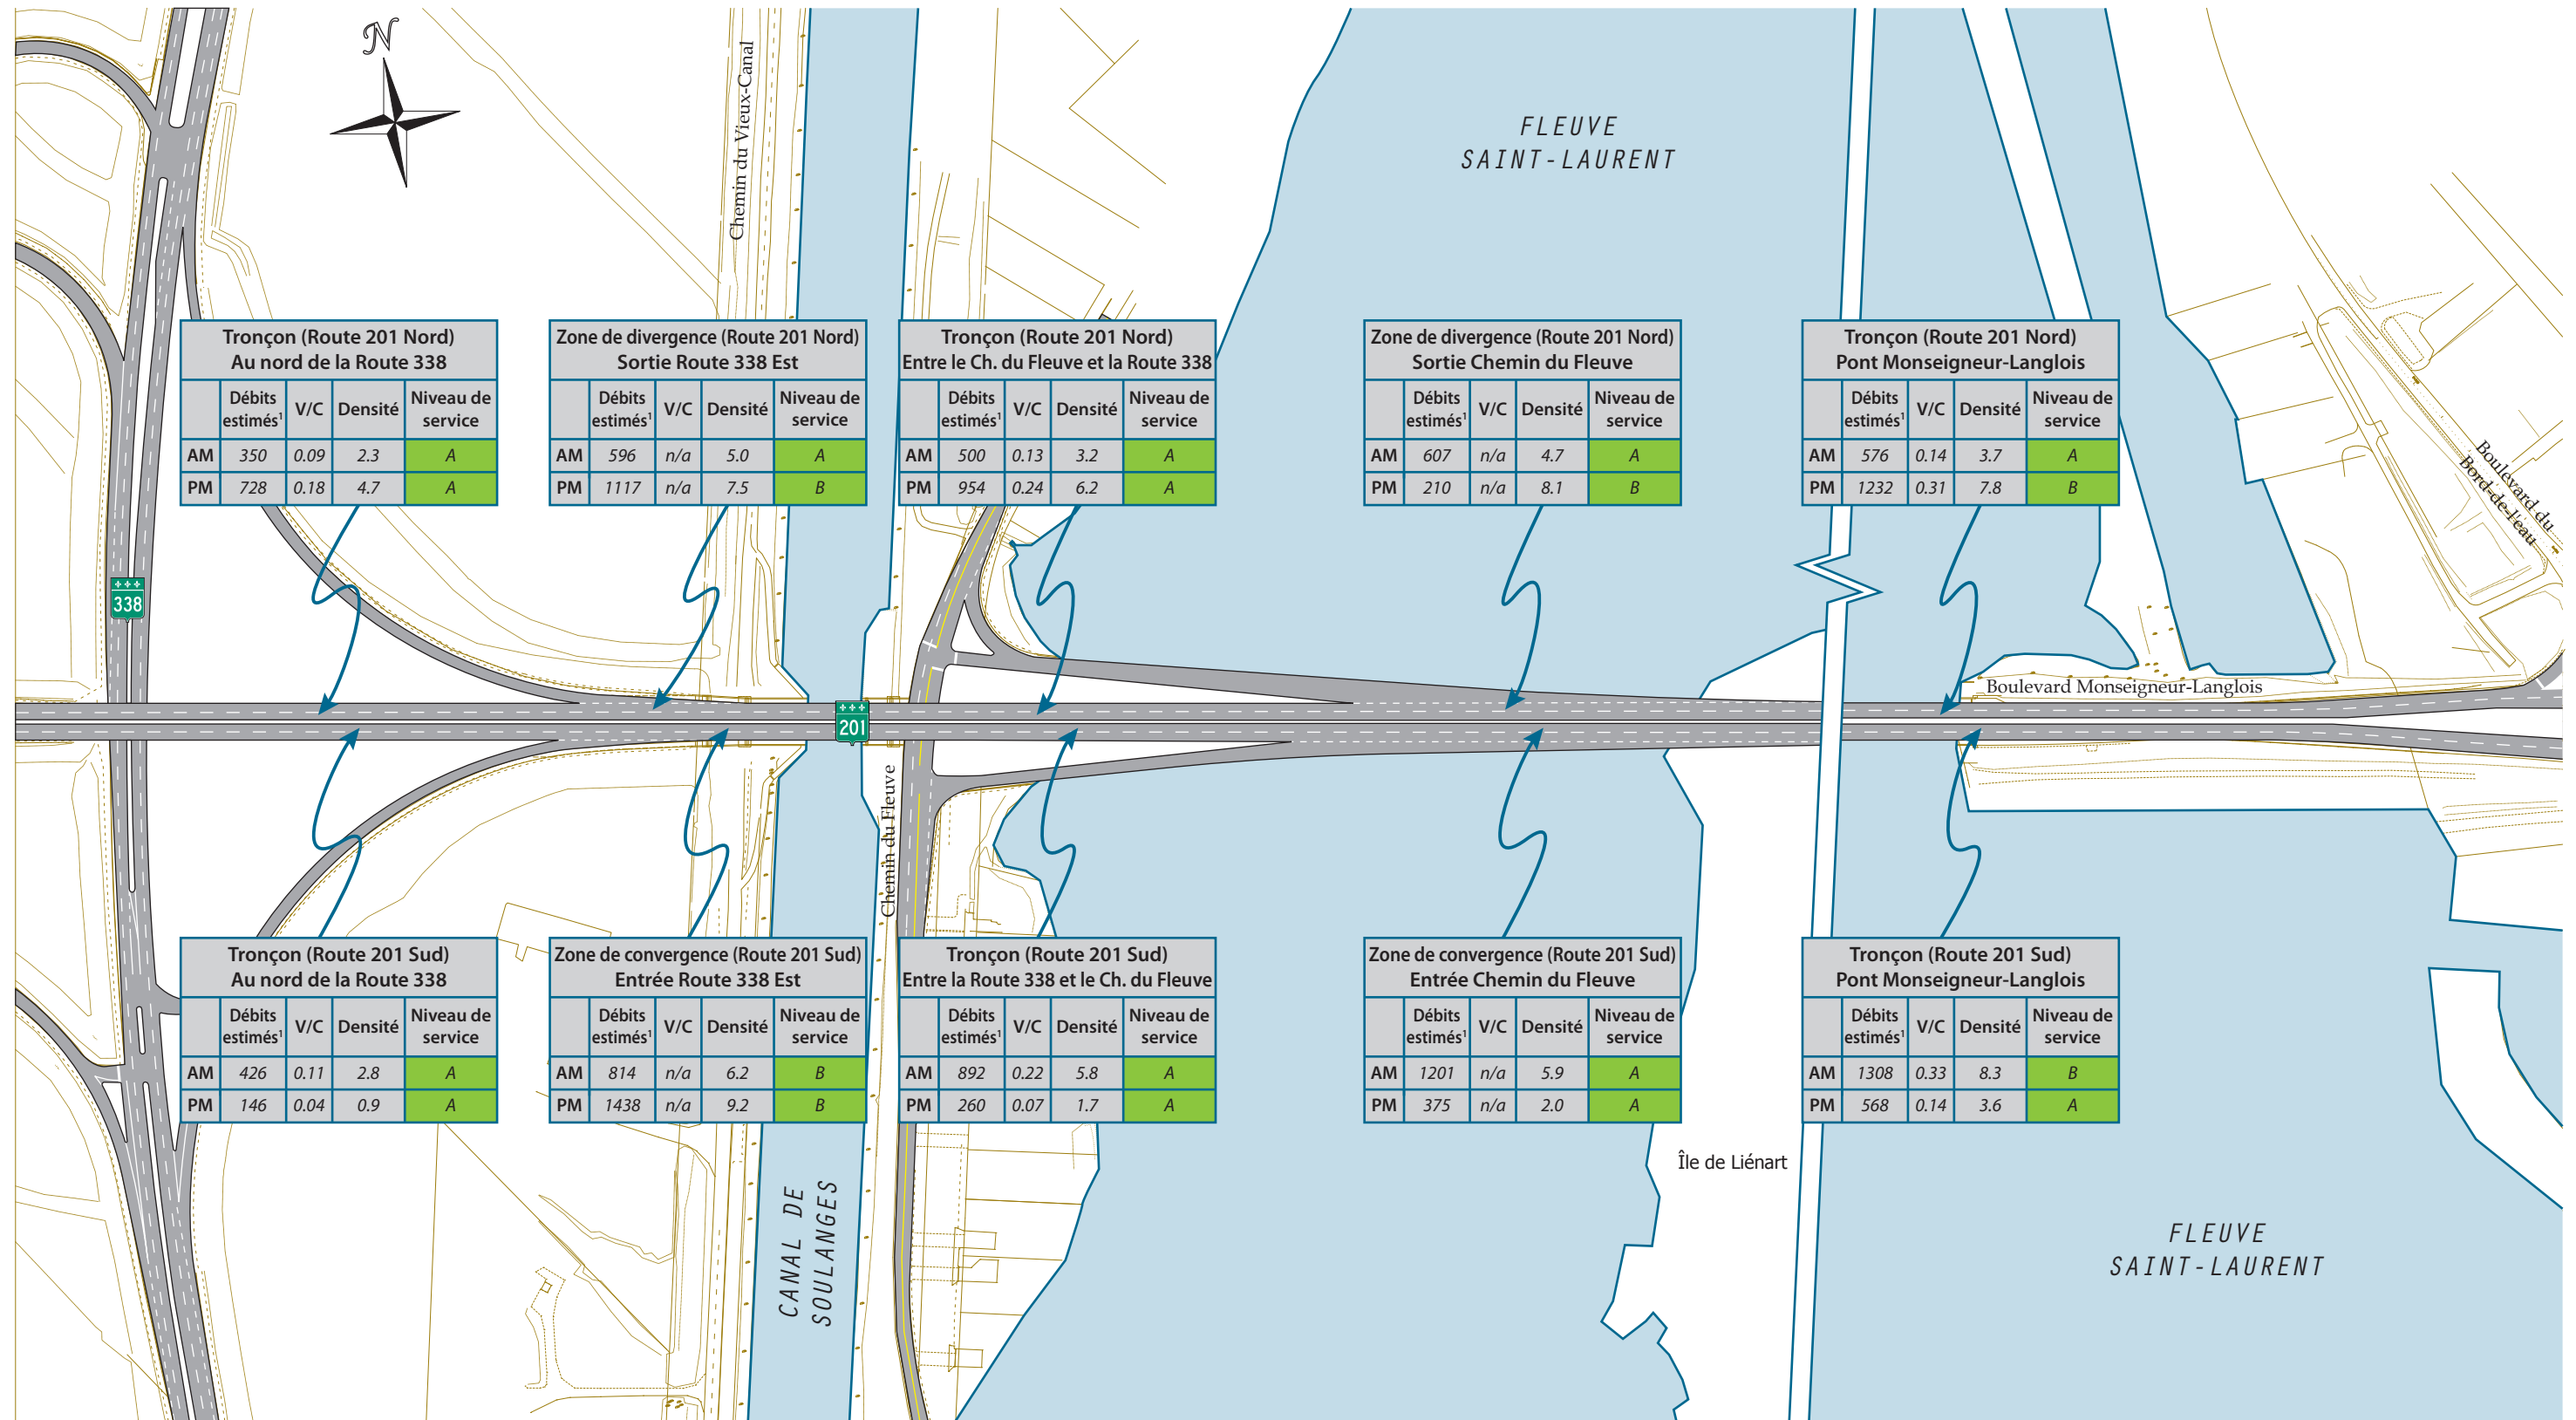 N
Chemin du Vieux-Canal
FLEUVE
SAINT-LAURENT
Tronçon (Route 201 Nord)
Au nord de la Route 338
Débits estimés¹ V/C Densité Niveau de service
AM 350 0.09 2.3 A
PM 728 0.18 4.7 A
Zone de divergence (Route 201 Nord)
Sortie Route 338 Est
Débits estimés¹ V/C Densité Niveau de service
AM 596 n/a 5.0 A
PM 1117 n/a 7.5 B
Tronçon (Route 201 Nord)
Entre le Ch. du Fleuve et la Route 338
Débits estimés¹ V/C Densité Niveau de service
AM 500 0.13 3.2 A
PM 954 0.24 6.2 A
Zone de divergence (Route 201 Nord)
Sortie Chemin du Fleuve
Débits estimés¹ V/C Densité Niveau de service
AM 607 n/a 4.7 A
PM 210 n/a 8.1 B
Tronçon (Route 201 Nord)
Pont Monseigneur-Langlois
Débits estimés¹ V/C Densité Niveau de service
AM 576 0.14 3.7 A
PM 1232 0.31 7.8 B
Boulevard du
Bord-de-l'eau
338
Boulevard Monseigneur-Langlois
201
Chemin du Fleuve
Tronçon (Route 201 Sud)
Au nord de la Route 338
Débits estimés¹ V/C Densité Niveau de service
AM 426 0.11 2.8 A
PM 146 0.04 0.9 A
Zone de convergence (Route 201 Sud)
Entrée Route 338 Est
Débits estimés¹ V/C Densité Niveau de service
AM 814 n/a 6.2 B
PM 1438 n/a 9.2 B
Tronçon (Route 201 Sud)
Entre la Route 338 et le Ch. du Fleuve
Débits estimés¹ V/C Densité Niveau de service
AM 892 0.22 5.8 A
PM 260 0.07 1.7 A
Zone de convergence (Route 201 Sud)
Entrée Chemin du Fleuve
Débits estimés¹ V/C Densité Niveau de service
AM 1201 n/a 5.9 A
PM 375 n/a 2.0 A
Tronçon (Route 201 Sud)
Pont Monseigneur-Langlois
Débits estimés¹ V/C Densité Niveau de service
AM 1308 0.33 8.3 B
PM 568 0.14 3.6 A
Île de Liénart
CANAL DE
SOULANGES
FLEUVE
SAINT-LAURENT